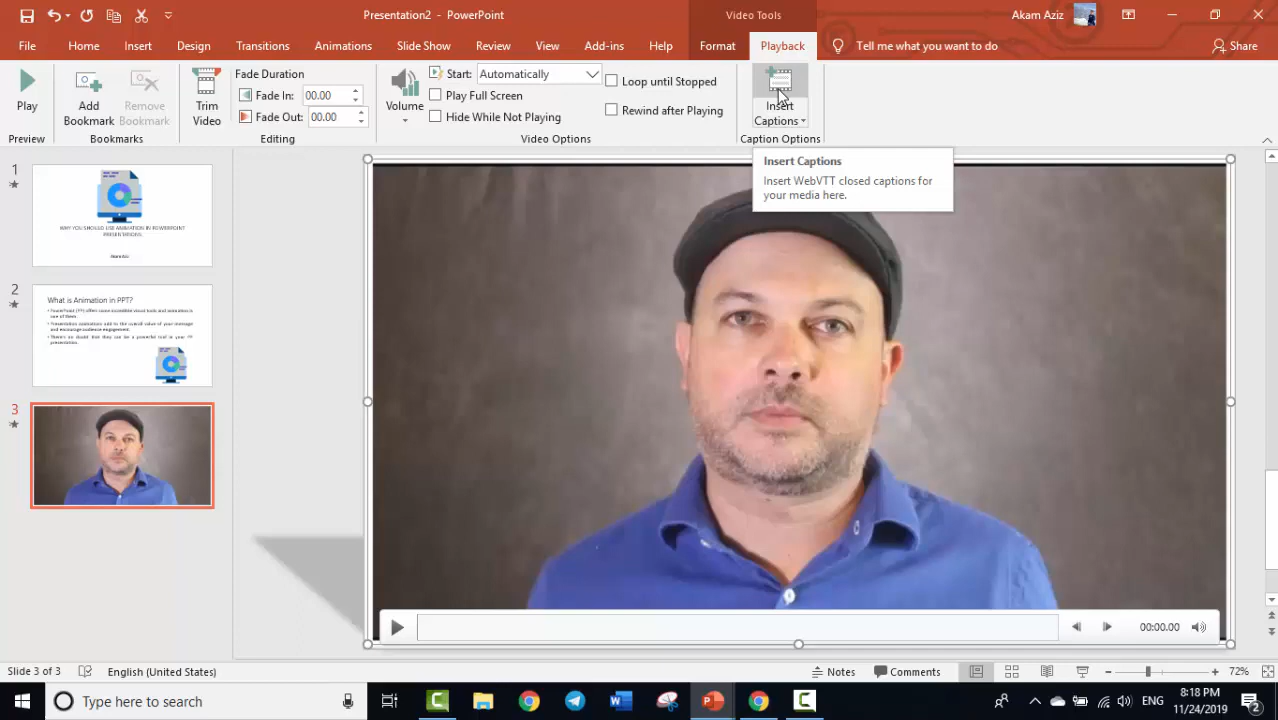 Presentation2 - PowerPoint
Video Tools
Akam Aziz
File
Home
Insert
Design
Transitions
Animations
Slide Show
Review
View
Add-ins
Help
Format
Playback
Tell me what you want to do
Share
Play
Add
Bookmark
Remove
Bookmark
Trim
Video
Fade Duration
Fade In: 00.00
Fade Out: 00.00
Volume
Start: Automatically
Play Full Screen
Hide While Not Playing
Loop until Stopped
Rewind after Playing
Insert
Captions
Preview
Bookmarks
Editing
Video Options
Caption Options
Insert Captions
Insert WebVTT closed captions for
your media here.
1
WHY YOU SHOULD USE ANIMATION IN POWERPOINT
PRESENTATIONS
2
What is Animation in PPT?
3
00:00.00
Slide 3 of 3
English (United States)
Notes
Comments
72%
Type here to search
ENG
8:18 PM
11/24/2019
2